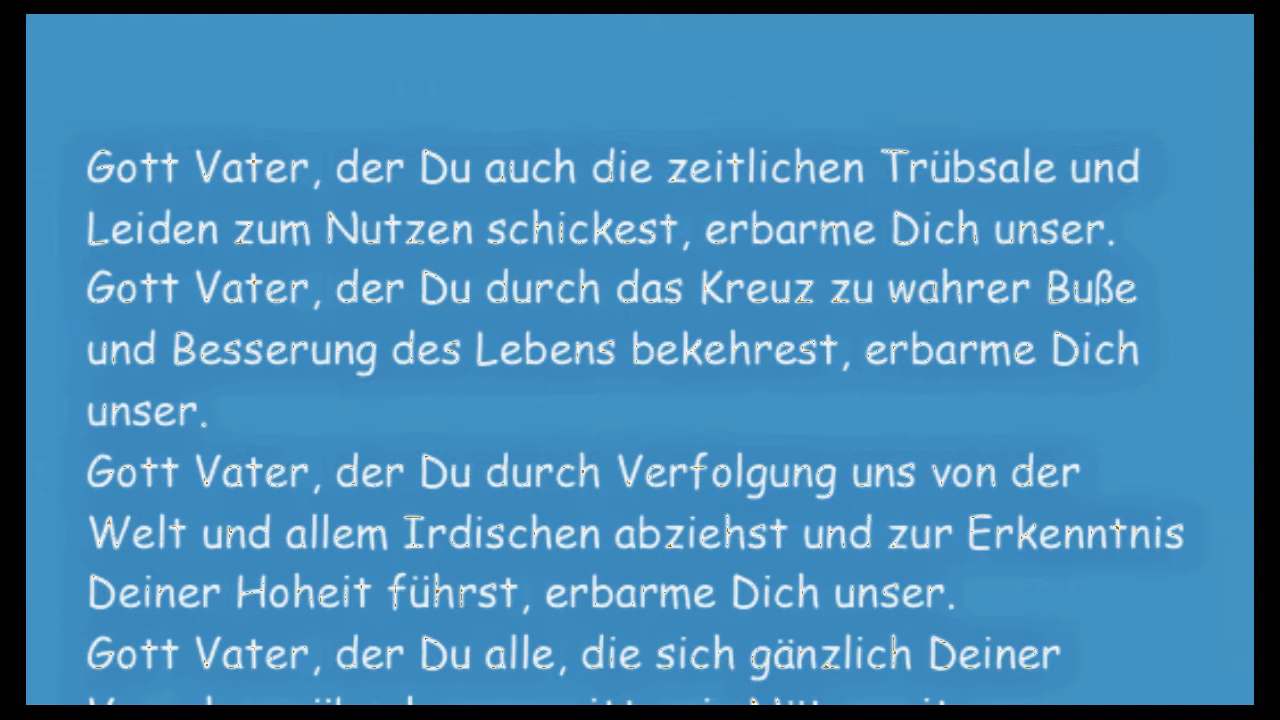 Gott Vater, der Du auch die zeitlichen Trübsale und
Leiden zum Nutzen schickest, erbarme Dich unser.
Gott Vater, der Du durch das Kreuz zu wahrer Buße
und Besserung des Lebens bekehrest, erbarme Dich
unser.
Gott Vater, der Du durch Verfolgung uns von der
Welt und allem Irdischen abziehst und zur Erkenntnis
Deiner Hoheit führst, erbarme Dich unser.
Gott Vater, der Du alle, die sich gänzlich Deiner